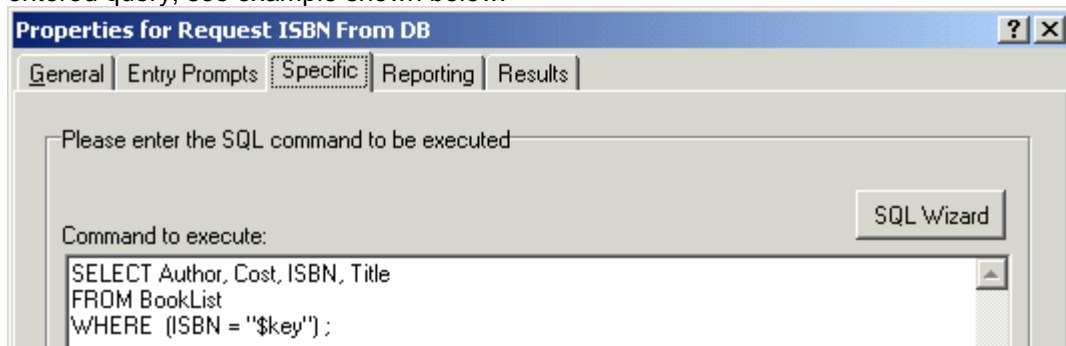 Properties for Request ISBN From DB ? X
General Entry Prompts Specific Reporting Results
Please enter the SQL command to be executed
SQL Wizard
Command to execute:
SELECT Author, Cost, ISBN, Title
FROM BookList
WHERE (ISBN = "$key") ;